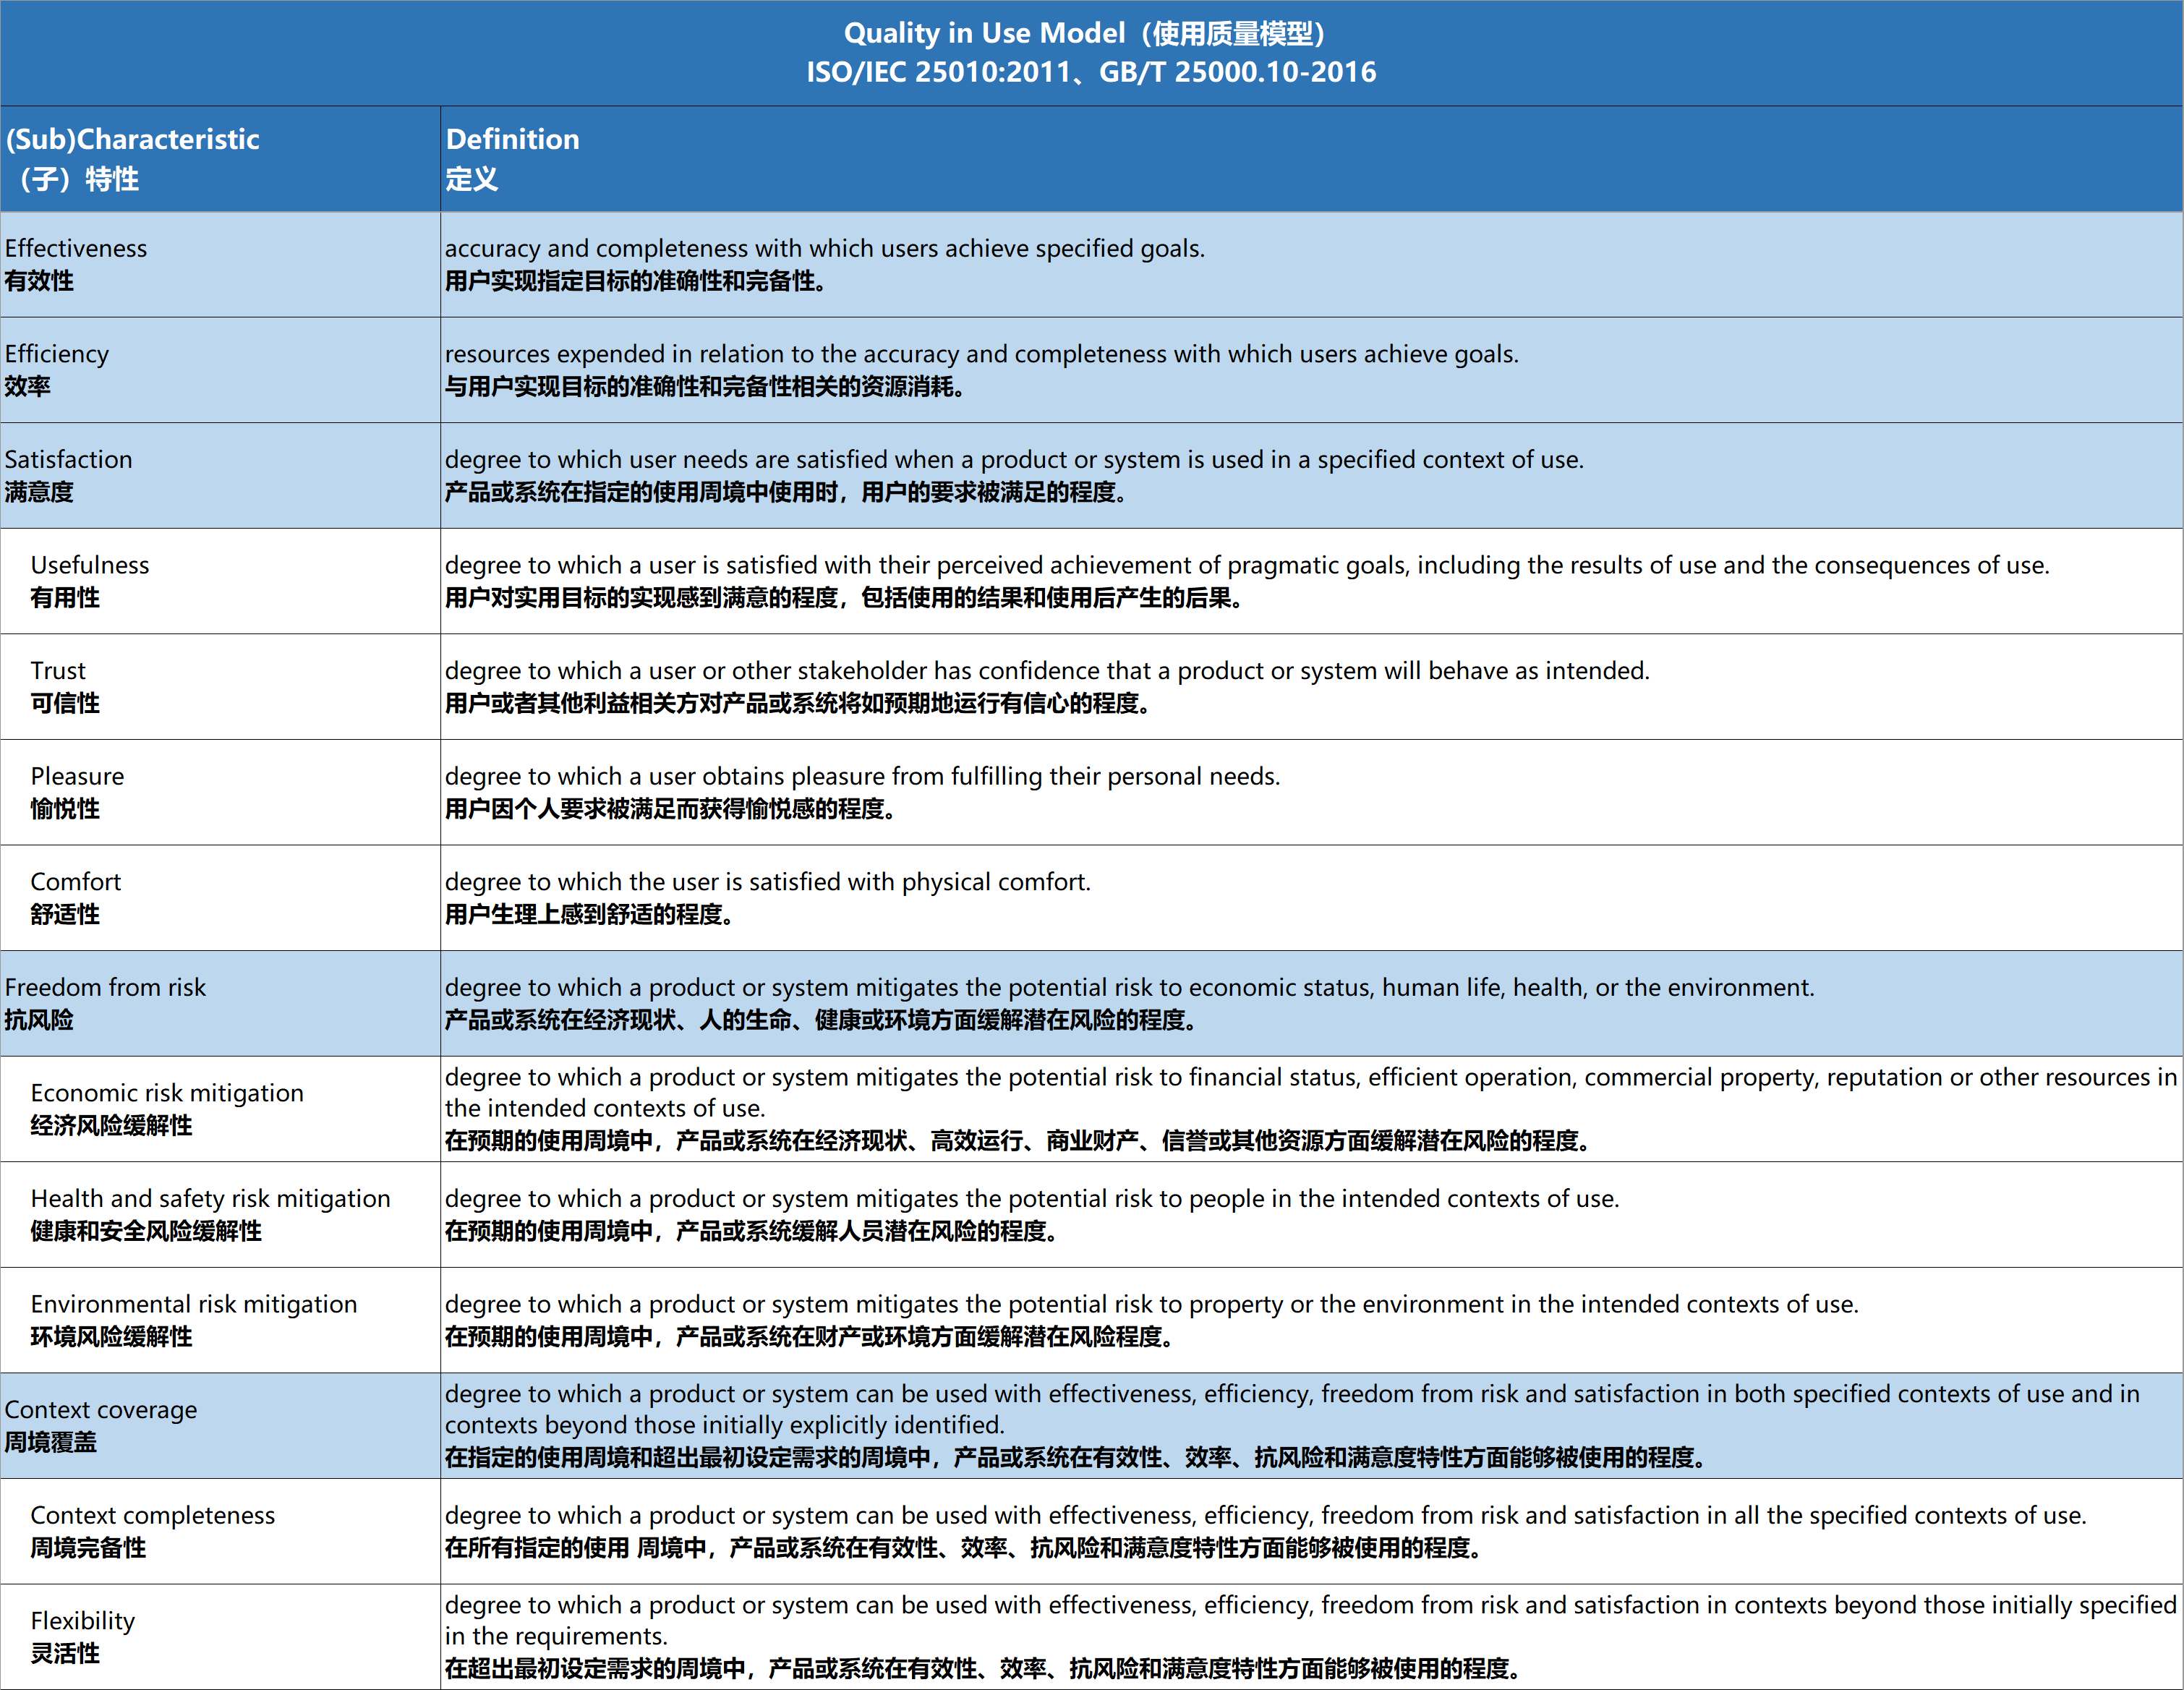 Quality in Use Model（使用质量模型）
ISO/IEC 25010:2011、GB/T 25000.10-2016
(Sub)Characteristic
（子）特性
Definition
定义
Effectiveness
有效性
accuracy and completeness with which users achieve specified goals.
用户实现指定目标的准确性和完备性。
Efficiency
效率
resources expended in relation to the accuracy and completeness with which users achieve goals.
与用户实现目标的准确性和完备性相关的资源消耗。
Satisfaction
满意度
degree to which user needs are satisfied when a product or system is used in a specified context of use.
产品或系统在指定的使用周境中使用时，用户的要求被满足的程度。
Usefulness
有用性
degree to which a user is satisfied with their perceived achievement of pragmatic goals, including the results of use and the consequences of use.
用户对实用目标的实现感到满意的程度，包括使用的结果和使用后产生的后果。
Trust
可信性
degree to which a user or other stakeholder has confidence that a product or system will behave as intended.
用户或者其他利益相关方对产品或系统将如预期地运行有信心的程度。
Pleasure
愉悦性
degree to which a user obtains pleasure from fulfilling their personal needs.
用户因个人要求被满足而获得愉悦感的程度。
Comfort
舒适性
degree to which the user is satisfied with physical comfort.
用户生理上感到舒适的程度。
Freedom from risk
抗风险
degree to which a product or system mitigates the potential risk to economic status, human life, health, or the environment.
产品或系统在经济现状、人的生命、健康或环境方面缓解潜在风险的程度。
Economic risk mitigation
经济风险缓解性
degree to which a product or system mitigates the potential risk to financial status, efficient operation, commercial property, reputation or other resources in
the intended contexts of use.
在预期的使用周境中，产品或系统在经济现状、高效运行、商业财产、信誉或其他资源方面缓解潜在风险的程度。
Health and safety risk mitigation
健康和安全风险缓解性
degree to which a product or system mitigates the potential risk to people in the intended contexts of use.
在预期的使用周境中，产品或系统缓解人员潜在风险的程度。
Environmental risk mitigation
环境风险缓解性
degree to which a product or system mitigates the potential risk to property or the environment in the intended contexts of use.
在预期的使用周境中，产品或系统在财产或环境方面缓解潜在风险程度。
Context coverage
周境覆盖
degree to which a product or system can be used with effectiveness, efficiency, freedom from risk and satisfaction in both specified contexts of use and in
contexts beyond those initially explicitly identified.
在指定的使用周境和超出最初设定需求的周境中，产品或系统在有效性、效率、抗风险和满意度特性方面能够被使用的程度。
Context completeness
周境完备性
degree to which a product or system can be used with effectiveness, efficiency, freedom from risk and satisfaction in all the specified contexts of use.
在所有指定的使用 周境中，产品或系统在有效性、效率、抗风险和满意度特性方面能够被使用的程度。
Flexibility
灵活性
degree to which a product or system can be used with effectiveness, efficiency, freedom from risk and satisfaction in contexts beyond those initially specified
in the requirements.
在超出最初设定需求的周境中，产品或系统在有效性、效率、抗风险和满意度特性方面能够被使用的程度。